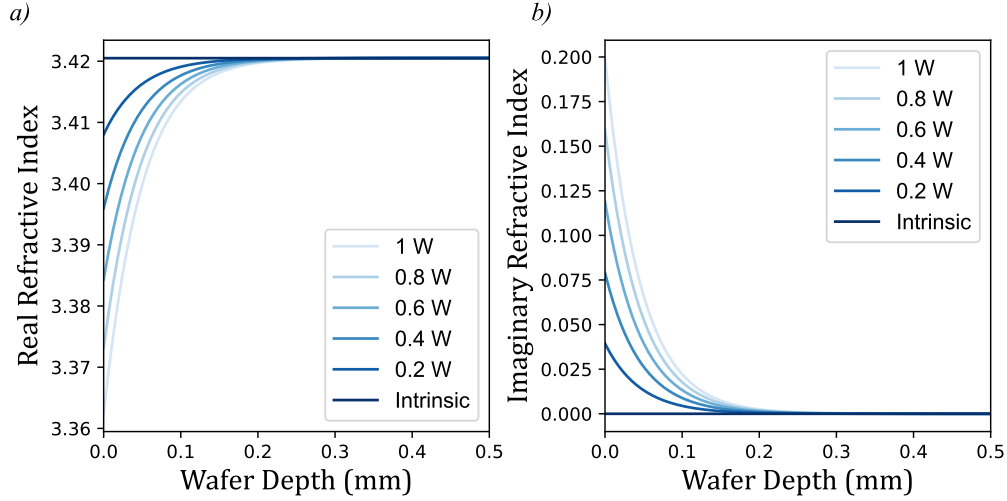 a)
Real Refractive Index
3.42
3.41
3.40
3.39
3.38
3.37
3.36
1 W
0.8 W
0.6 W
0.4 W
0.2 W
Intrinsic
0.0 0.1 0.2 0.3 0.4 0.5
Wafer Depth (mm)
b)
Imaginary Refractive Index
0.200
0.175
0.150
0.125
0.100
0.075
0.050
0.025
0.000
1 W
0.8 W
0.6 W
0.4 W
0.2 W
Intrinsic
0.0 0.1 0.2 0.3 0.4 0.5
Wafer Depth (mm)